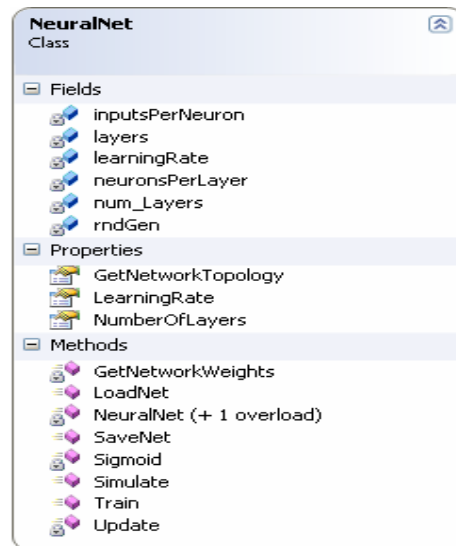 NeuralNet
Class
Fields
inputsPerNeuron
layers
learningRate
neuronsPerLayer
num_Layers
rndGen
Properties
GetNetworkTopology
LearningRate
NumberOfLayers
Methods
GetNetworkWeights
LoadNet
NeuralNet (+ 1 overload)
SaveNet
Sigmoid
Simulate
Train
Update